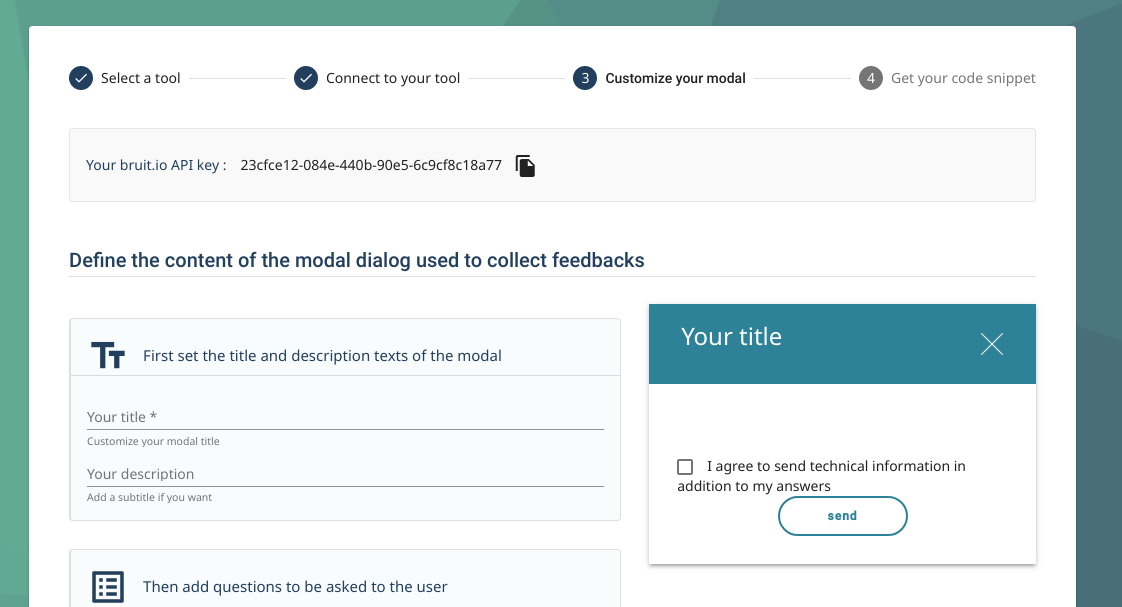 Select a tool
Connect to your tool
3 Customize your modal
4 Get your code snippet
Your bruit.io API key : 23cfce12-084e-440b-90e5-6c9cf8c18a77
Define the content of the modal dialog used to collect feedbacks
Tт First set the title and description texts of the modal
Your title *
Customize your modal title
Your description
Add a subtitle if you want
Then add questions to be asked to the user
Your title
I agree to send technical information in
addition to my answers
send